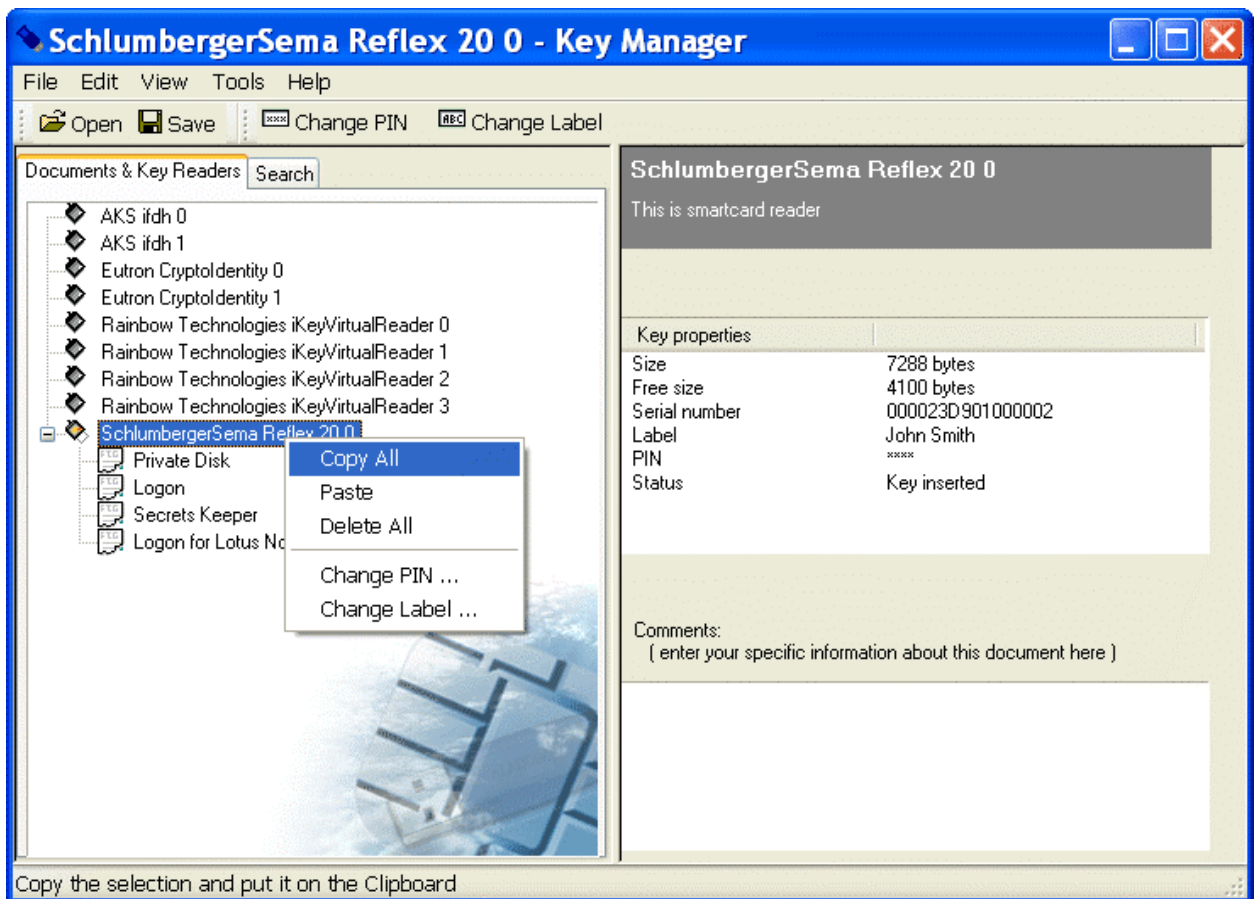 SchlumbergerSema Reflex 20 0 - Key Manager
File Edit View Tools Help
Open Save Change PIN Change Label
Documents & Key Readers Search
AKS ifdh 0
AKS ifdh 1
Eutron CryptoIdentity 0
Eutron CryptoIdentity 1
Rainbow Technologies iKeyVirtualReader 0
Rainbow Technologies iKeyVirtualReader 1
Rainbow Technologies iKeyVirtualReader 2
Rainbow Technologies iKeyVirtualReader 3
SchlumbergerSema Reflex 20 0
Private Disk
Logon
Secrets Keeper
Logon for Lotus No
Copy All
Paste
Delete All
Change PIN ...
Change Label ...
SchlumbergerSema Reflex 20 0
This is smartcard reader
Key properties
Size 7288 bytes
Free size 4100 bytes
Serial number 000023D901000002
Label John Smith
PIN ****
Status Key inserted
Comments:
( enter your specific information about this document here )
Copy the selection and put it on the Clipboard